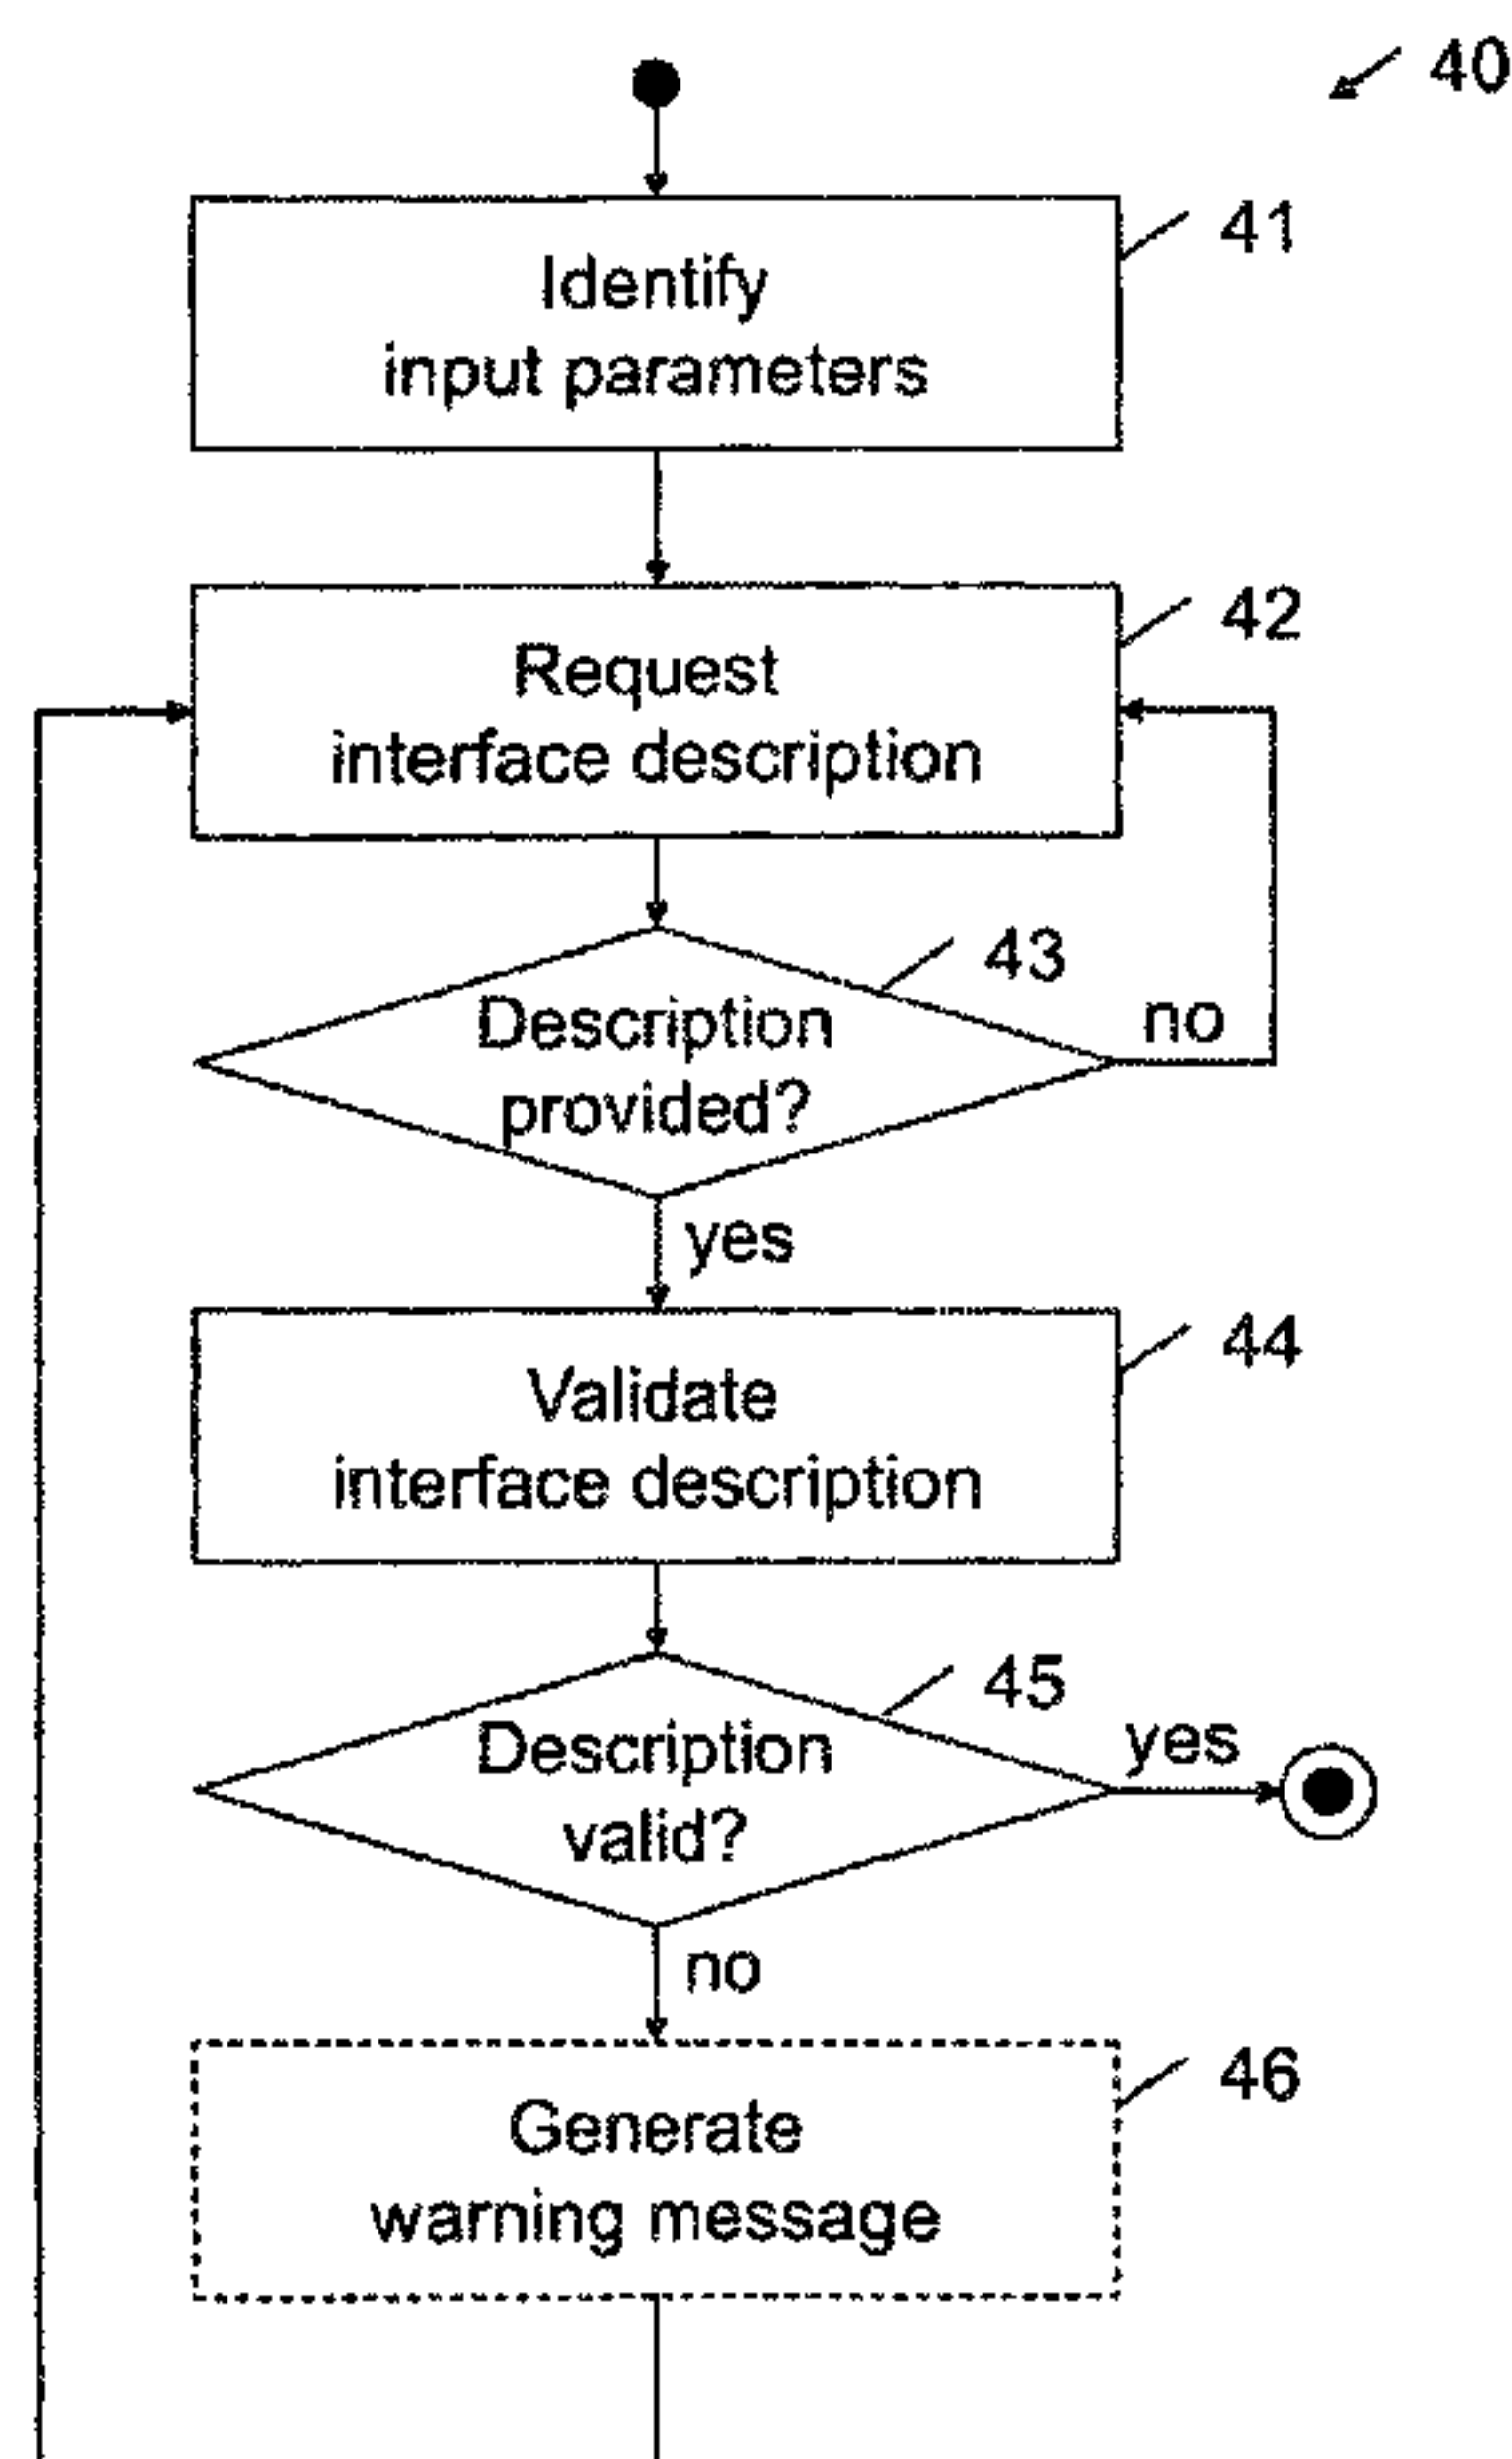 40
41
Identify
input parameters
42
Request
interface description
43
Description
provided?
no
yes
44
Validate
interface description
45
Description
valid?
yes
no
46
Generate
warning message